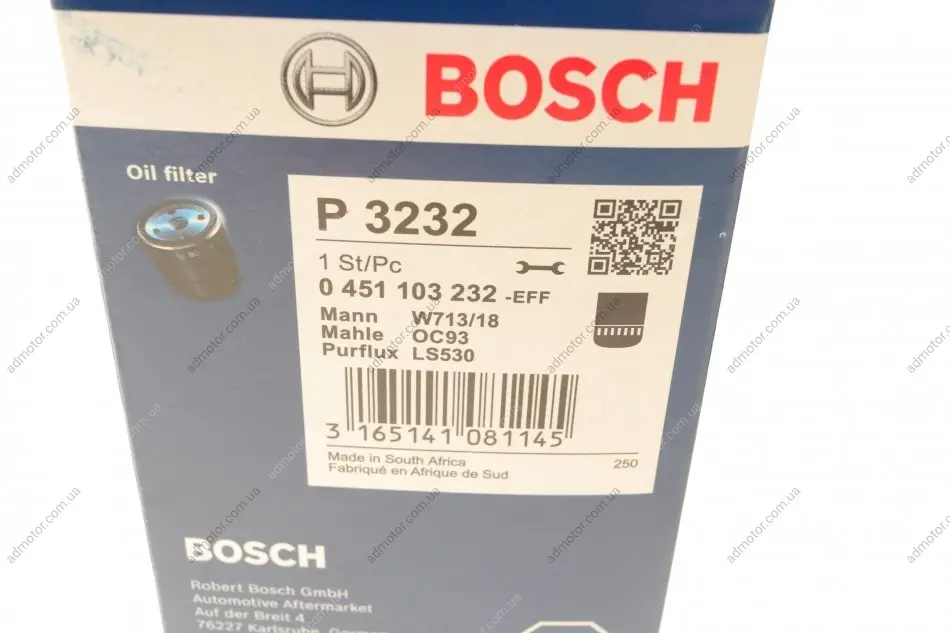 BOSCH
Oil filter
P 3232
1 St/Pc
0 451 103 232 -EFF
Mann W713/18
Mahle OC93
Purflux LS530
3 165141 081145
Made in South Africa 250
Fabriqué en Afrique de Sud
BOSCH
Robert Bosch GmbH
Automotive Aftermarket
Auf der Breit 4
76227 Karlsruhe, Germany
admotor.com.ua